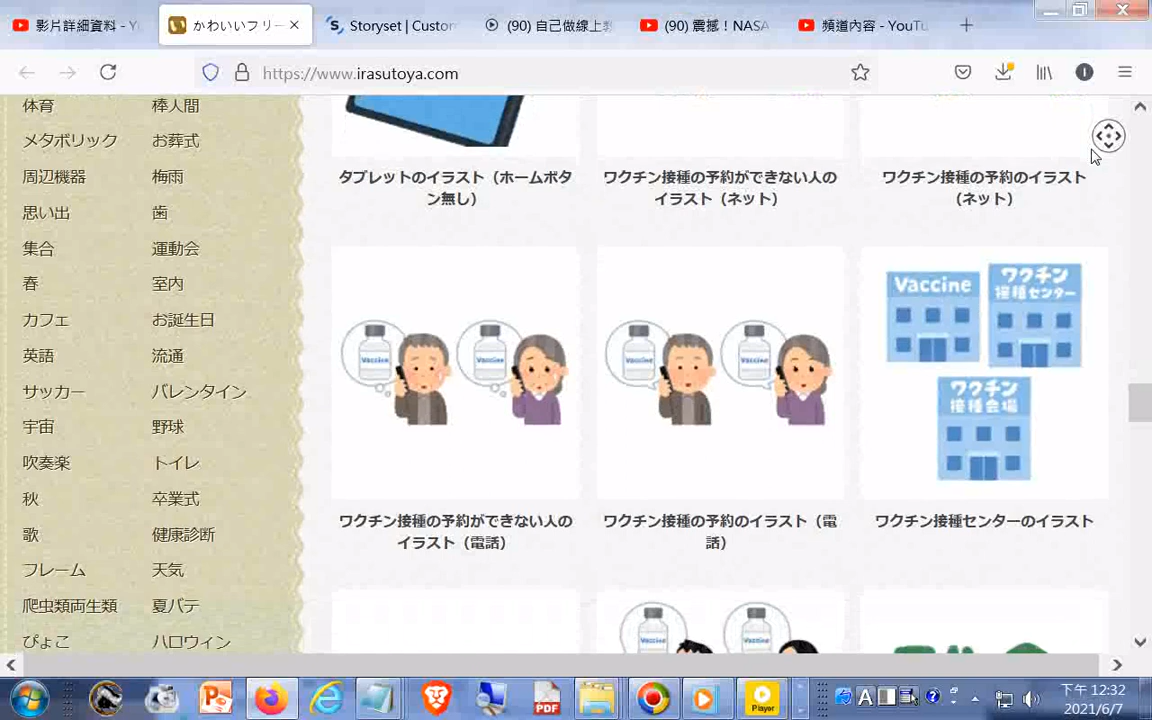 影片詳細資料 - Yo
かわいいフリー
Storyset | Custom
(90) 自己做線上
(90) 震撼！NASA
頻道內容 - YouTu
https://www.irasutoya.com
体育 棒人間
メタボリック お葬式
周辺機器 梅雨
思い出 歯
集合 運動会
春 室内
カフェ お誕生日
英語 流通
サッカー バレンタイン
宇宙 野球
吹奏楽 トイレ
秋 卒業式
歌 健康診断
フレーム 天気
爬虫類両生類 夏バテ
ぴよこ ハロウィン
タブレットのイラスト（ホームボタ
ン無し）
ワクチン接種の予約ができない人の
イラスト（ネット）
ワクチン接種の予約のイラスト
（ネット）
Vaccine Vaccine
Vaccine Vaccine
Vaccine
ワクチン
接種センター
ワクチン
接種会場
ワクチン接種の予約ができない人の
イラスト（電話）
ワクチン接種の予約のイラスト（電
話）
ワクチン接種センターのイラスト
Vaccine Vaccine
PDF
Player
A
下午 12:32
2021/6/7